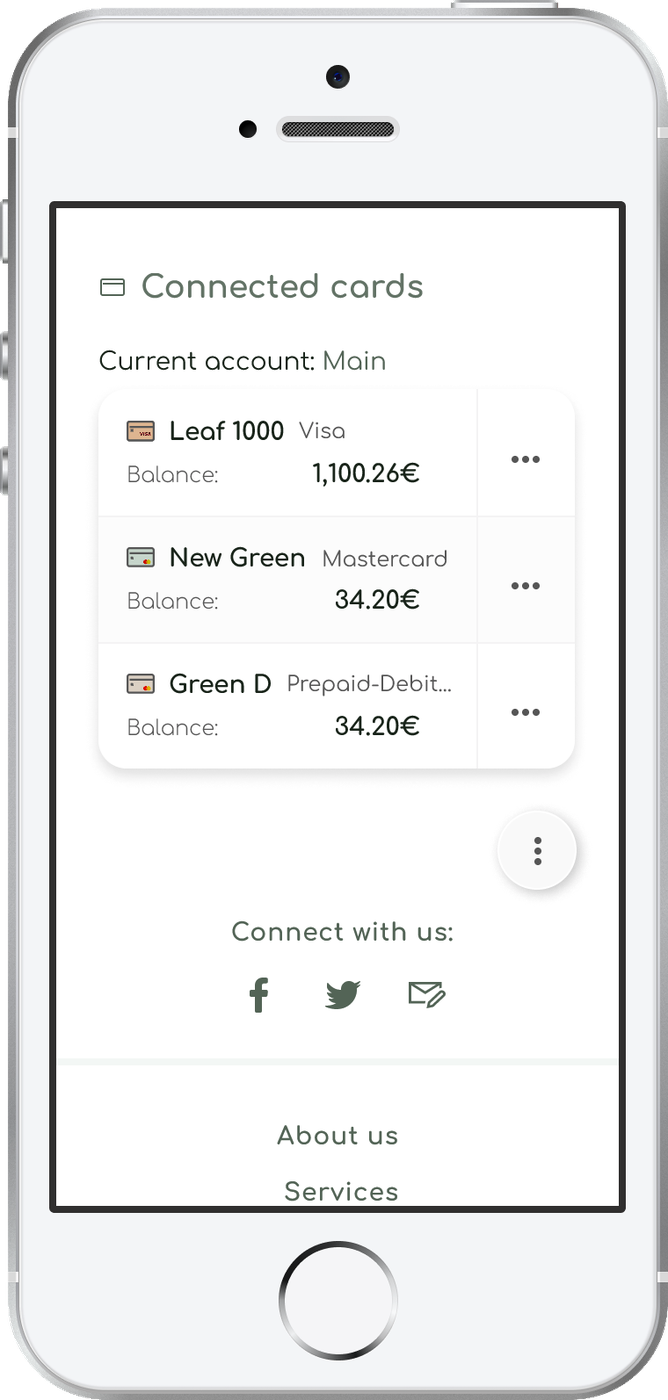 Connected cards
Current account: Main
Leaf 1000 Visa
Balance: 1,100.26€
New Green Mastercard
Balance: 34.20€
Green D Prepaid-Debit...
Balance: 34.20€
Connect with us:
About us
Services